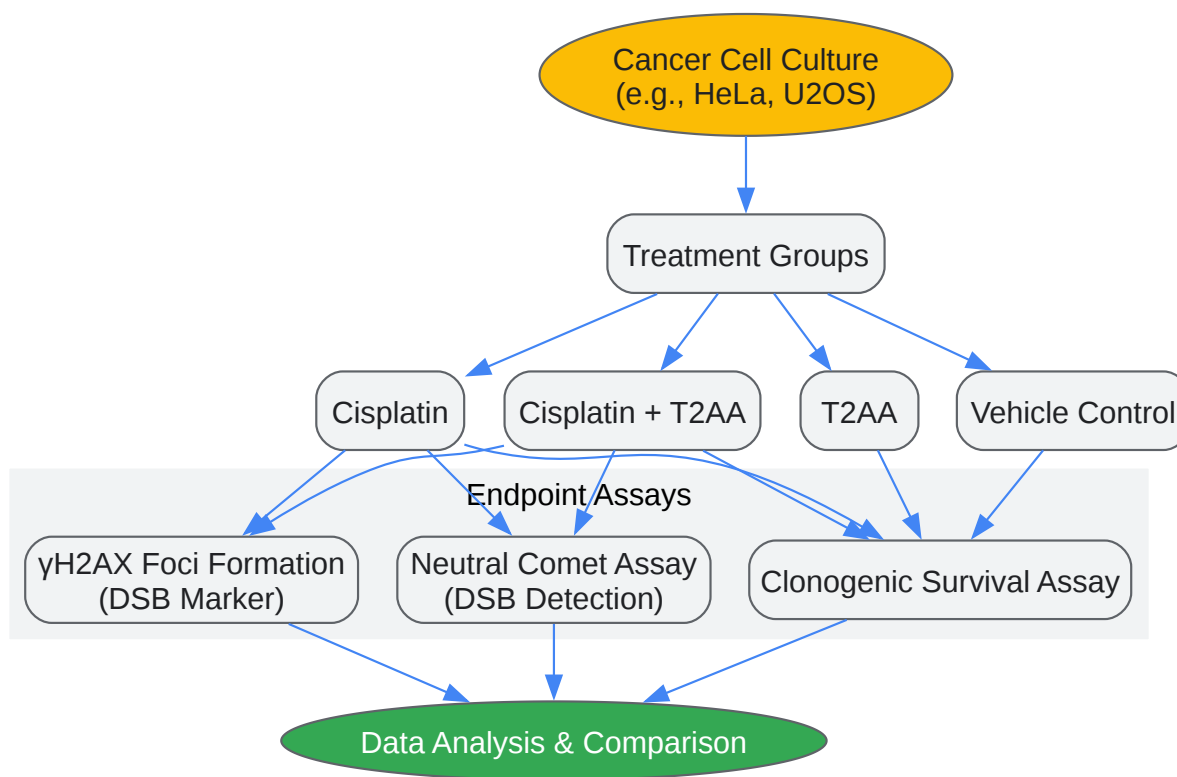 Cancer Cell Culture
(e.g., HeLa, U2OS)
Treatment Groups
Cisplatin
Cisplatin + T2AA
T2AA
Vehicle Control
Endpoint Assays
γH2AX Foci Formation
(DSB Marker)
Neutral Comet Assay
(DSB Detection)
Clonogenic Survival Assay
Data Analysis & Comparison